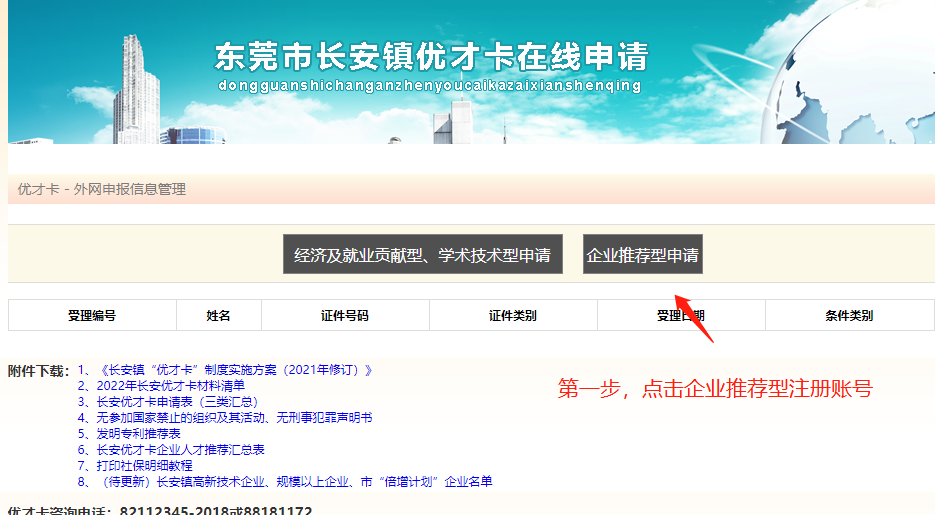 东莞市长安镇优才卡在线申请
dongguanshichanganzhenyoucaikazaixianshenqing
优才卡 - 外网申报信息管理
经济及就业贡献型、学术技术型申请 企业推荐型申请
受理编号 姓名 证件号码 证件类别 受理日期 条件类别
附件下载： 1、《长安镇“优才卡”制度实施方案（2021年修订）》
2、2022年长安优才卡材料清单
3、长安优才卡申请表（三类汇总）
4、无参加国家禁止的组织及其活动、无刑事犯罪声明书
5、发明专利推荐表
6、长安优才卡企业人才推荐汇总表
7、打印社保明细教程
8、（待更新）长安镇高新技术企业、规模以上企业、市“倍增计划”企业名单
第一步，点击企业推荐型注册账号
优才卡咨询电话：82112345-2018或88181172